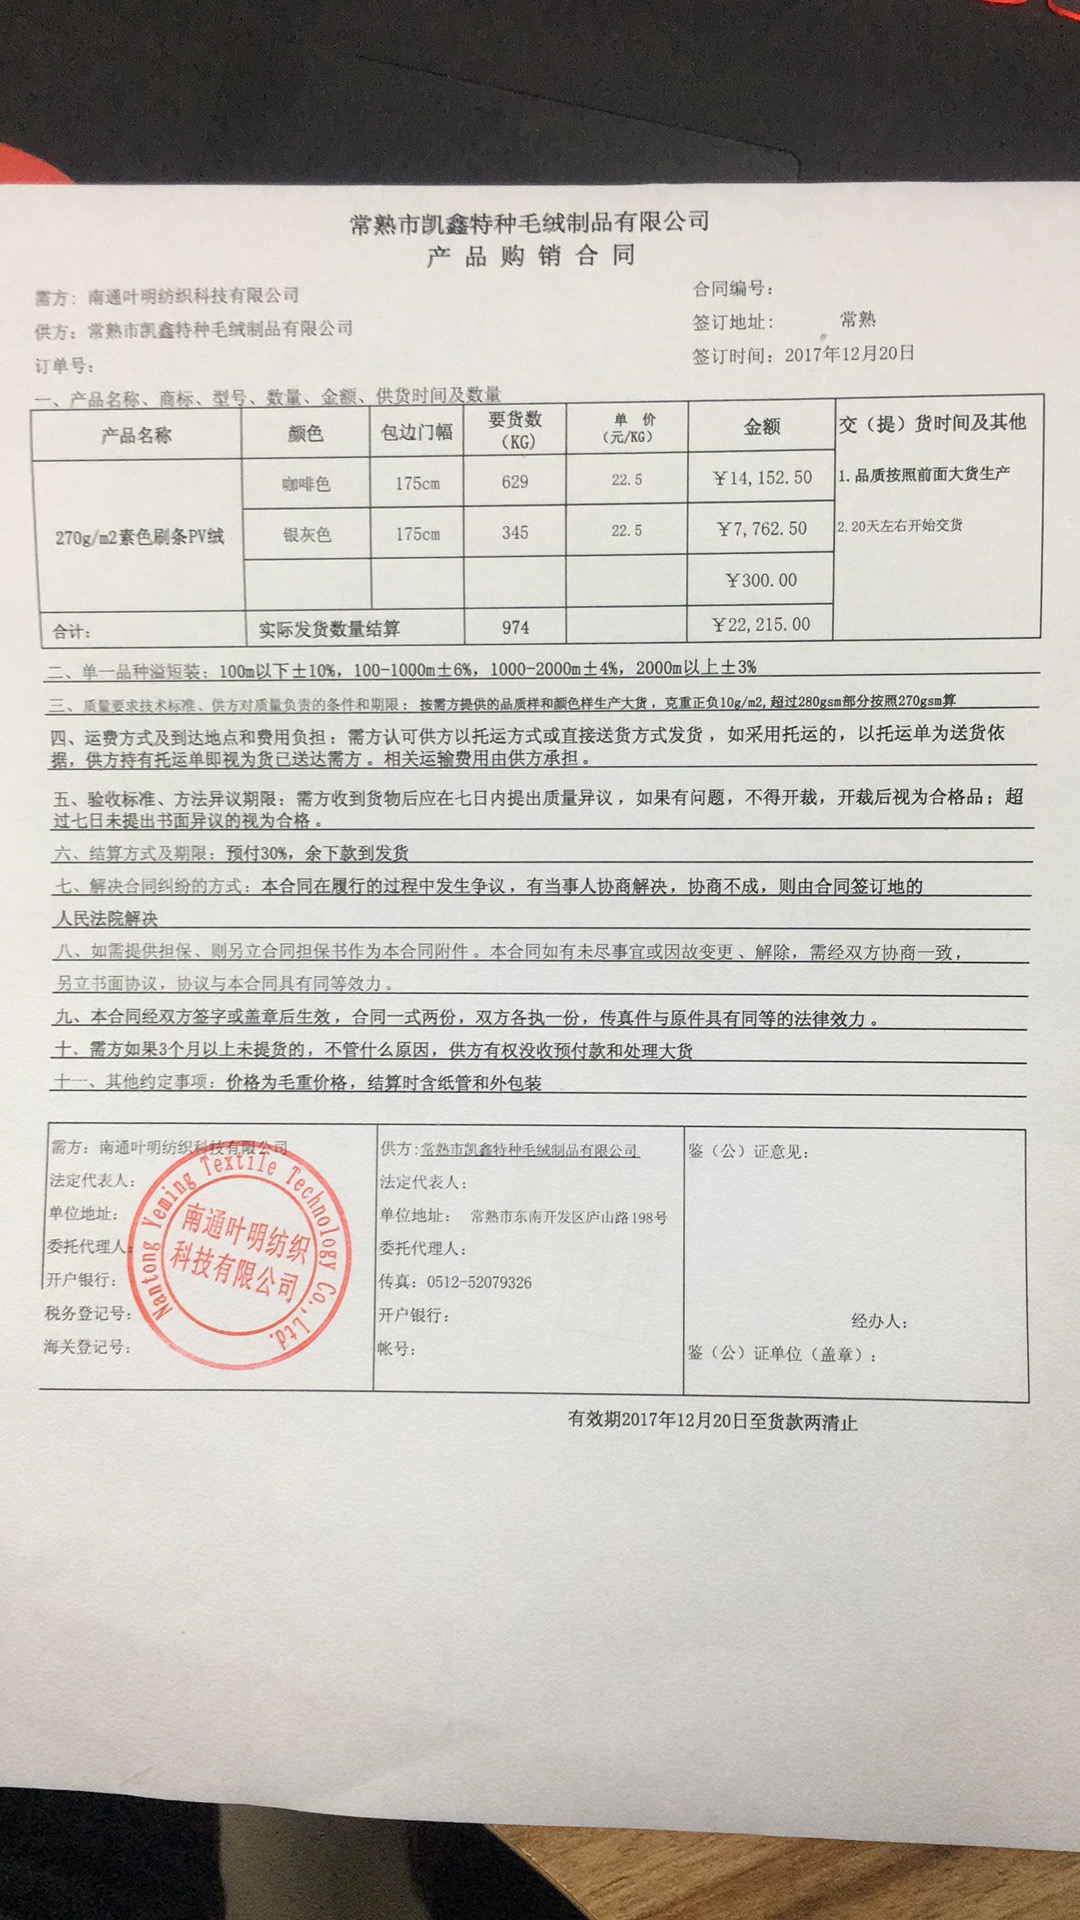 常熟市凯鑫特种毛绒制品有限公司
产品购销合同
需方: 南通叶明纺织科技有限公司
合同编号:
供方: 常熟市凯鑫特种毛绒制品有限公司
签订地址: 常熟
订单号:
签订时间: 2017年12月20日
一、产品名称、商标、型号、数量、金额、供货时间及数量
产品名称 颜色 包边门幅 要货数(KG) 单 价(元/KG) 金额 交（提）货时间及其他
270g/m2素色刷条PV绒 咖啡色 175cm 629 22.5 ￥14,152.50 1.品质按照前面大货生产
银灰色 175cm 345 22.5 ￥7,762.50 2.20天左右开始交货
￥300.00
合计: 实际发货数量结算 974 ￥22,215.00
二、单一品种溢短装: 100m以下±10%, 100-1000m±6%, 1000-2000m±4%, 2000m以上±3%
三、质量要求技术标准、供方对质量负责的条件和期限: 按需方提供的品质样和颜色样生产大货, 克重正负10g/m2,超过280gsm部分按照270gsm算
四、运费方式及到达地点和费用负担: 需方认可供方以托运方式或直接送货方式发货, 如采用托运的, 以托运单为送货依
据, 供方持有托运单即视为货已送达需方。相关运输费用由供方承担。
五、验收标准、方法异议期限: 需方收到货物后应在七日内提出质量异议, 如果有问题, 不得开裁, 开裁后视为合格品; 超
过七日未提出书面异议的视为合格。
六、结算方式及期限: 预付30%, 余下款到发货
七、解决合同纠纷的方式: 本合同在履行的过程中发生争议, 有当事人协商解决, 协商不成, 则由合同签订地的
人民法院解决
八、如需提供担保、则另立合同担保书作为本合同附件。本合同如有未尽事宜或因故变更、解除, 需经双方协商一致,
另立书面协议, 协议与本合同具有同等效力。
九、本合同经双方签字或盖章后生效, 合同一式两份, 双方各执一份, 传真件与原件具有同等的法律效力。
十、需方如果3个月以上未提货的, 不管什么原因, 供方有权没收预付款和处理大货
十一、其他约定事项: 价格为毛重价格, 结算时含纸管和外包装
需方: 南通叶明纺织科技有限公司
法定代表人:
单位地址:
委托代理人
开户银行:
税务登记号:
海关登记号:
Nantong Yeming Textile Technology Co.,Ltd.
南通叶明纺织
科技有限公司
供方:常熟市凯鑫特种毛绒制品有限公司
法定代表人:
单位地址: 常熟市东南开发区庐山路198号
委托代理人:
传真: 0512-52079326
开户银行:
帐号:
鉴（公）证意见:
经办人:
鉴（公）证单位（盖章）:
有效期2017年12月20日至货款两清止